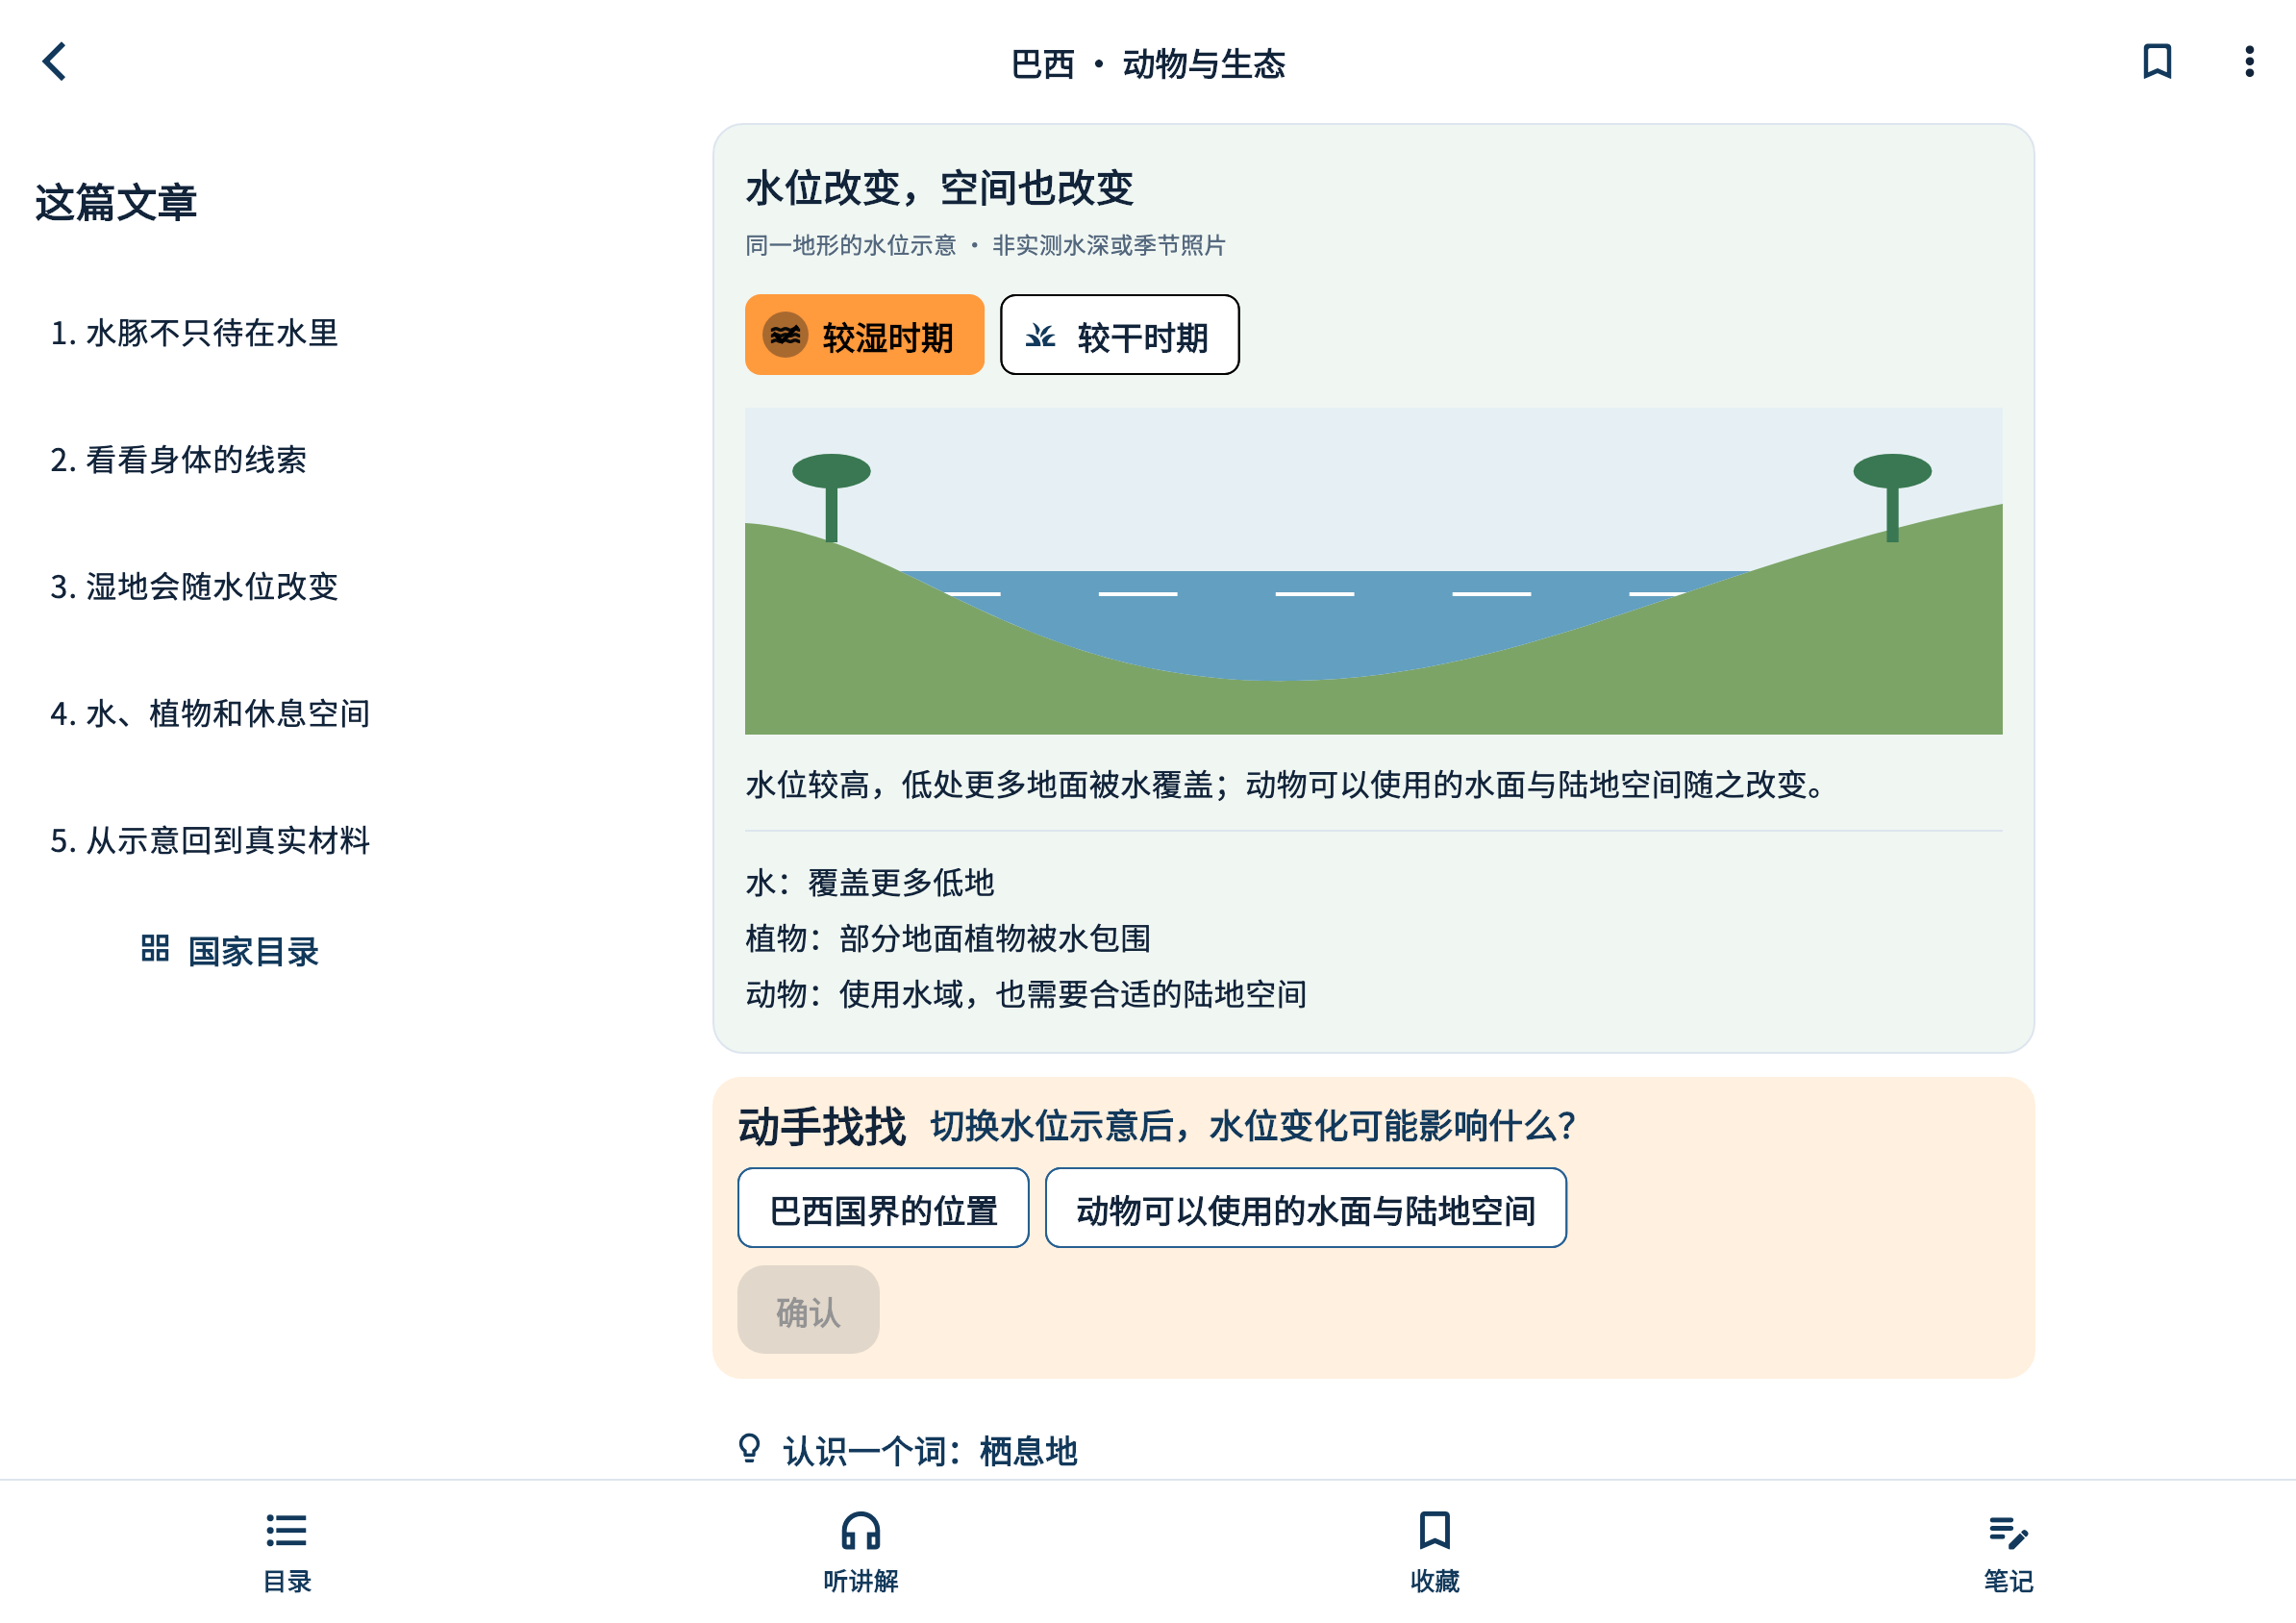 巴西 · 动物与生态
这篇文章
1. 水豚不只待在水里
2. 看看身体的线索
3. 湿地会随水位改变
4. 水、植物和休息空间
5. 从示意回到真实材料
国家目录
水位改变，空间也改变
同一地形的水位示意 · 非实测水深或季节照片
较湿时期
较干时期
水位较高，低处更多地面被水覆盖；动物可以使用的水面与陆地空间随之改变。
水：覆盖更多低地
植物：部分地面植物被水包围
动物：使用水域，也需要合适的陆地空间
动手找找 切换水位示意后，水位变化可能影响什么？
巴西国界的位置
动物可以使用的水面与陆地空间
确认
认识一个词：栖息地
目录
听讲解
收藏
笔记